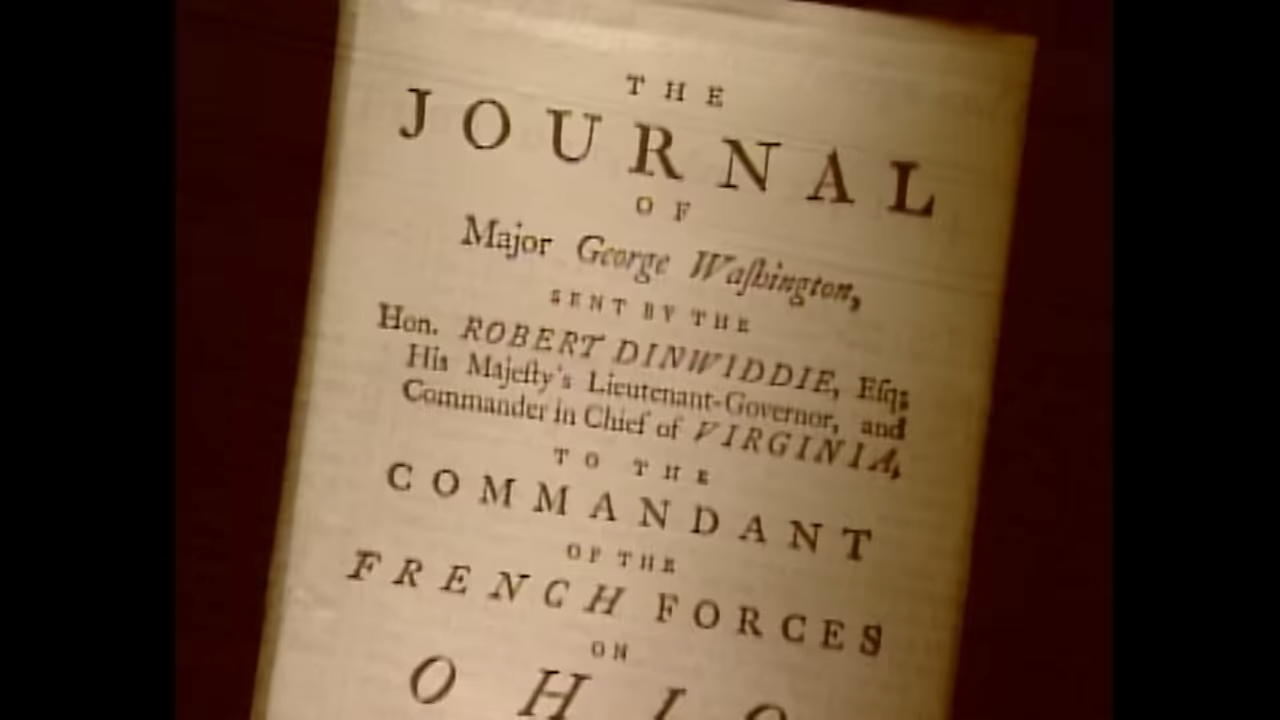 THE
JOURNAL
OF
Major George Waſhington,
SENT BY THE
Hon. ROBERT DINWIDDIE, Eſq;
His Majeſty's Lieutenant-Governor, and
Commander in Chief of VIRGINIA,
TO THE
COMMANDANT
OF THE
FRENCH FORCES
ON
OHIO